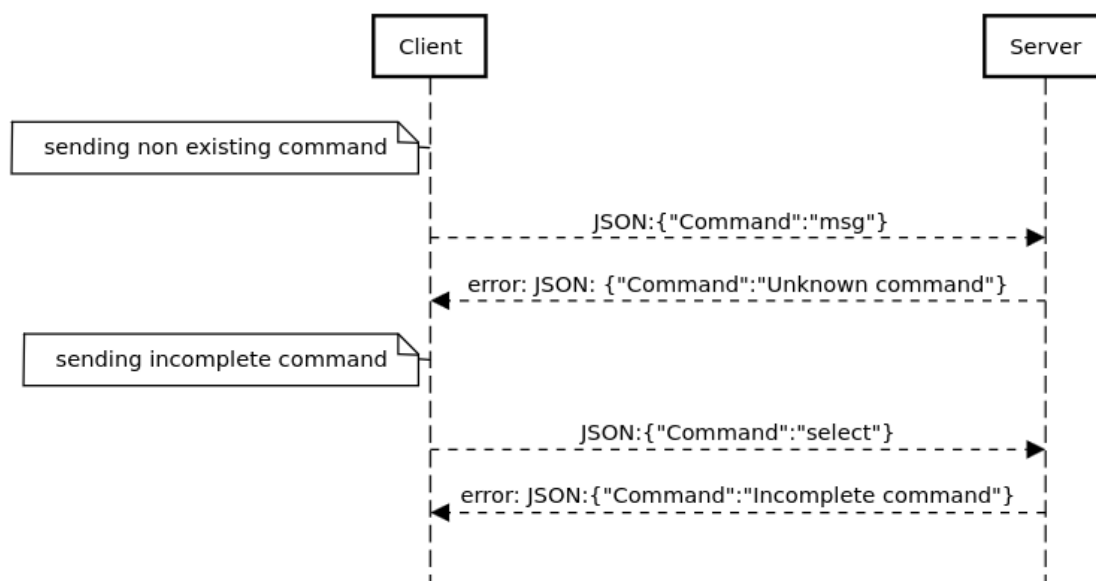 Client
Server
sending non existing command
JSON:{"Command":"msg"}
error: JSON: {"Command":"Unknown command"}
sending incomplete command
JSON:{"Command":"select"}
error: JSON:{"Command":"Incomplete command"}